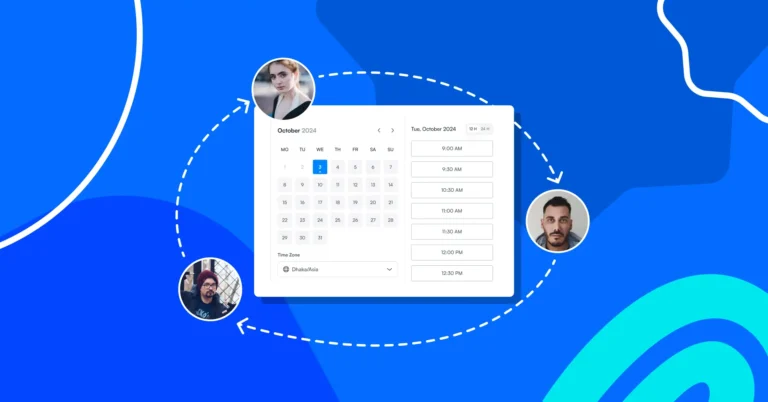 October 2024
MO TU WE TH FR SA SU
1 2 3 4 5 6 7
8 9 10 11 12 13 14
15 16 17 18 19 20 21
22 23 24 25 26 27 28
29 30 31
Time Zone
Dhaka/Asia
Tue, October 2024
12 H 24 H
9:00 AM
9:30 AM
10:30 AM
11:00 AM
11:30 AM
12:00 PM
12:30 PM